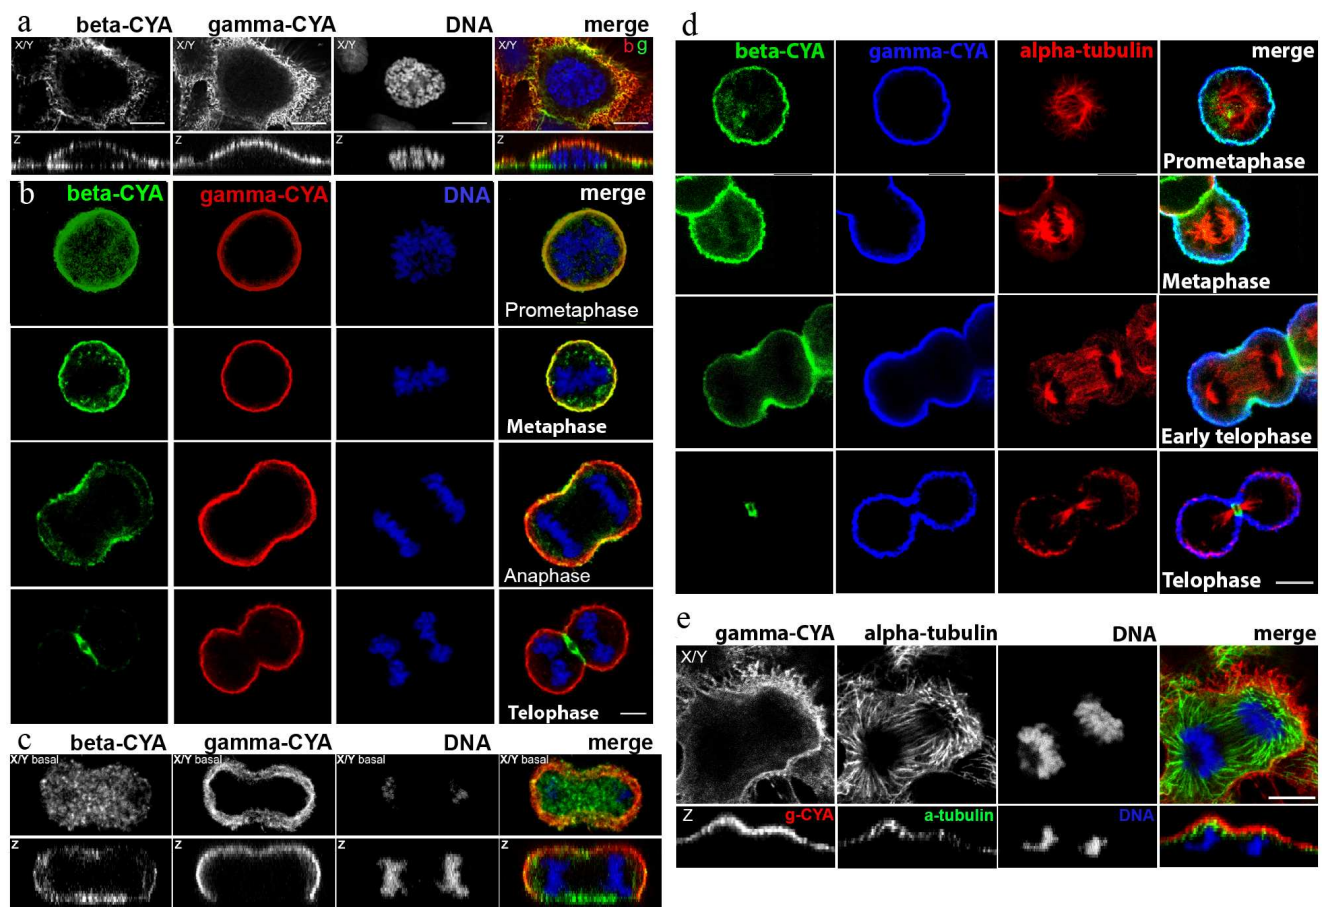 a
beta-CYA gamma-CYA DNA merge
X/Y X/Y X/Y X/Y b g
Z Z Z Z
b
beta-CYA gamma-CYA DNA merge
Prometaphase
Metaphase
Anaphase
Telophase
c
beta-CYA gamma-CYA DNA merge
X/Y basal X/Y basal X/Y basal X/Y basal
Z Z Z Z
d
beta-CYA gamma-CYA alpha-tubulin merge
Prometaphase
Metaphase
Early telophase
Telophase
e
gamma-CYA alpha-tubulin DNA merge
X/Y
Z g-CYA a-tubulin DNA